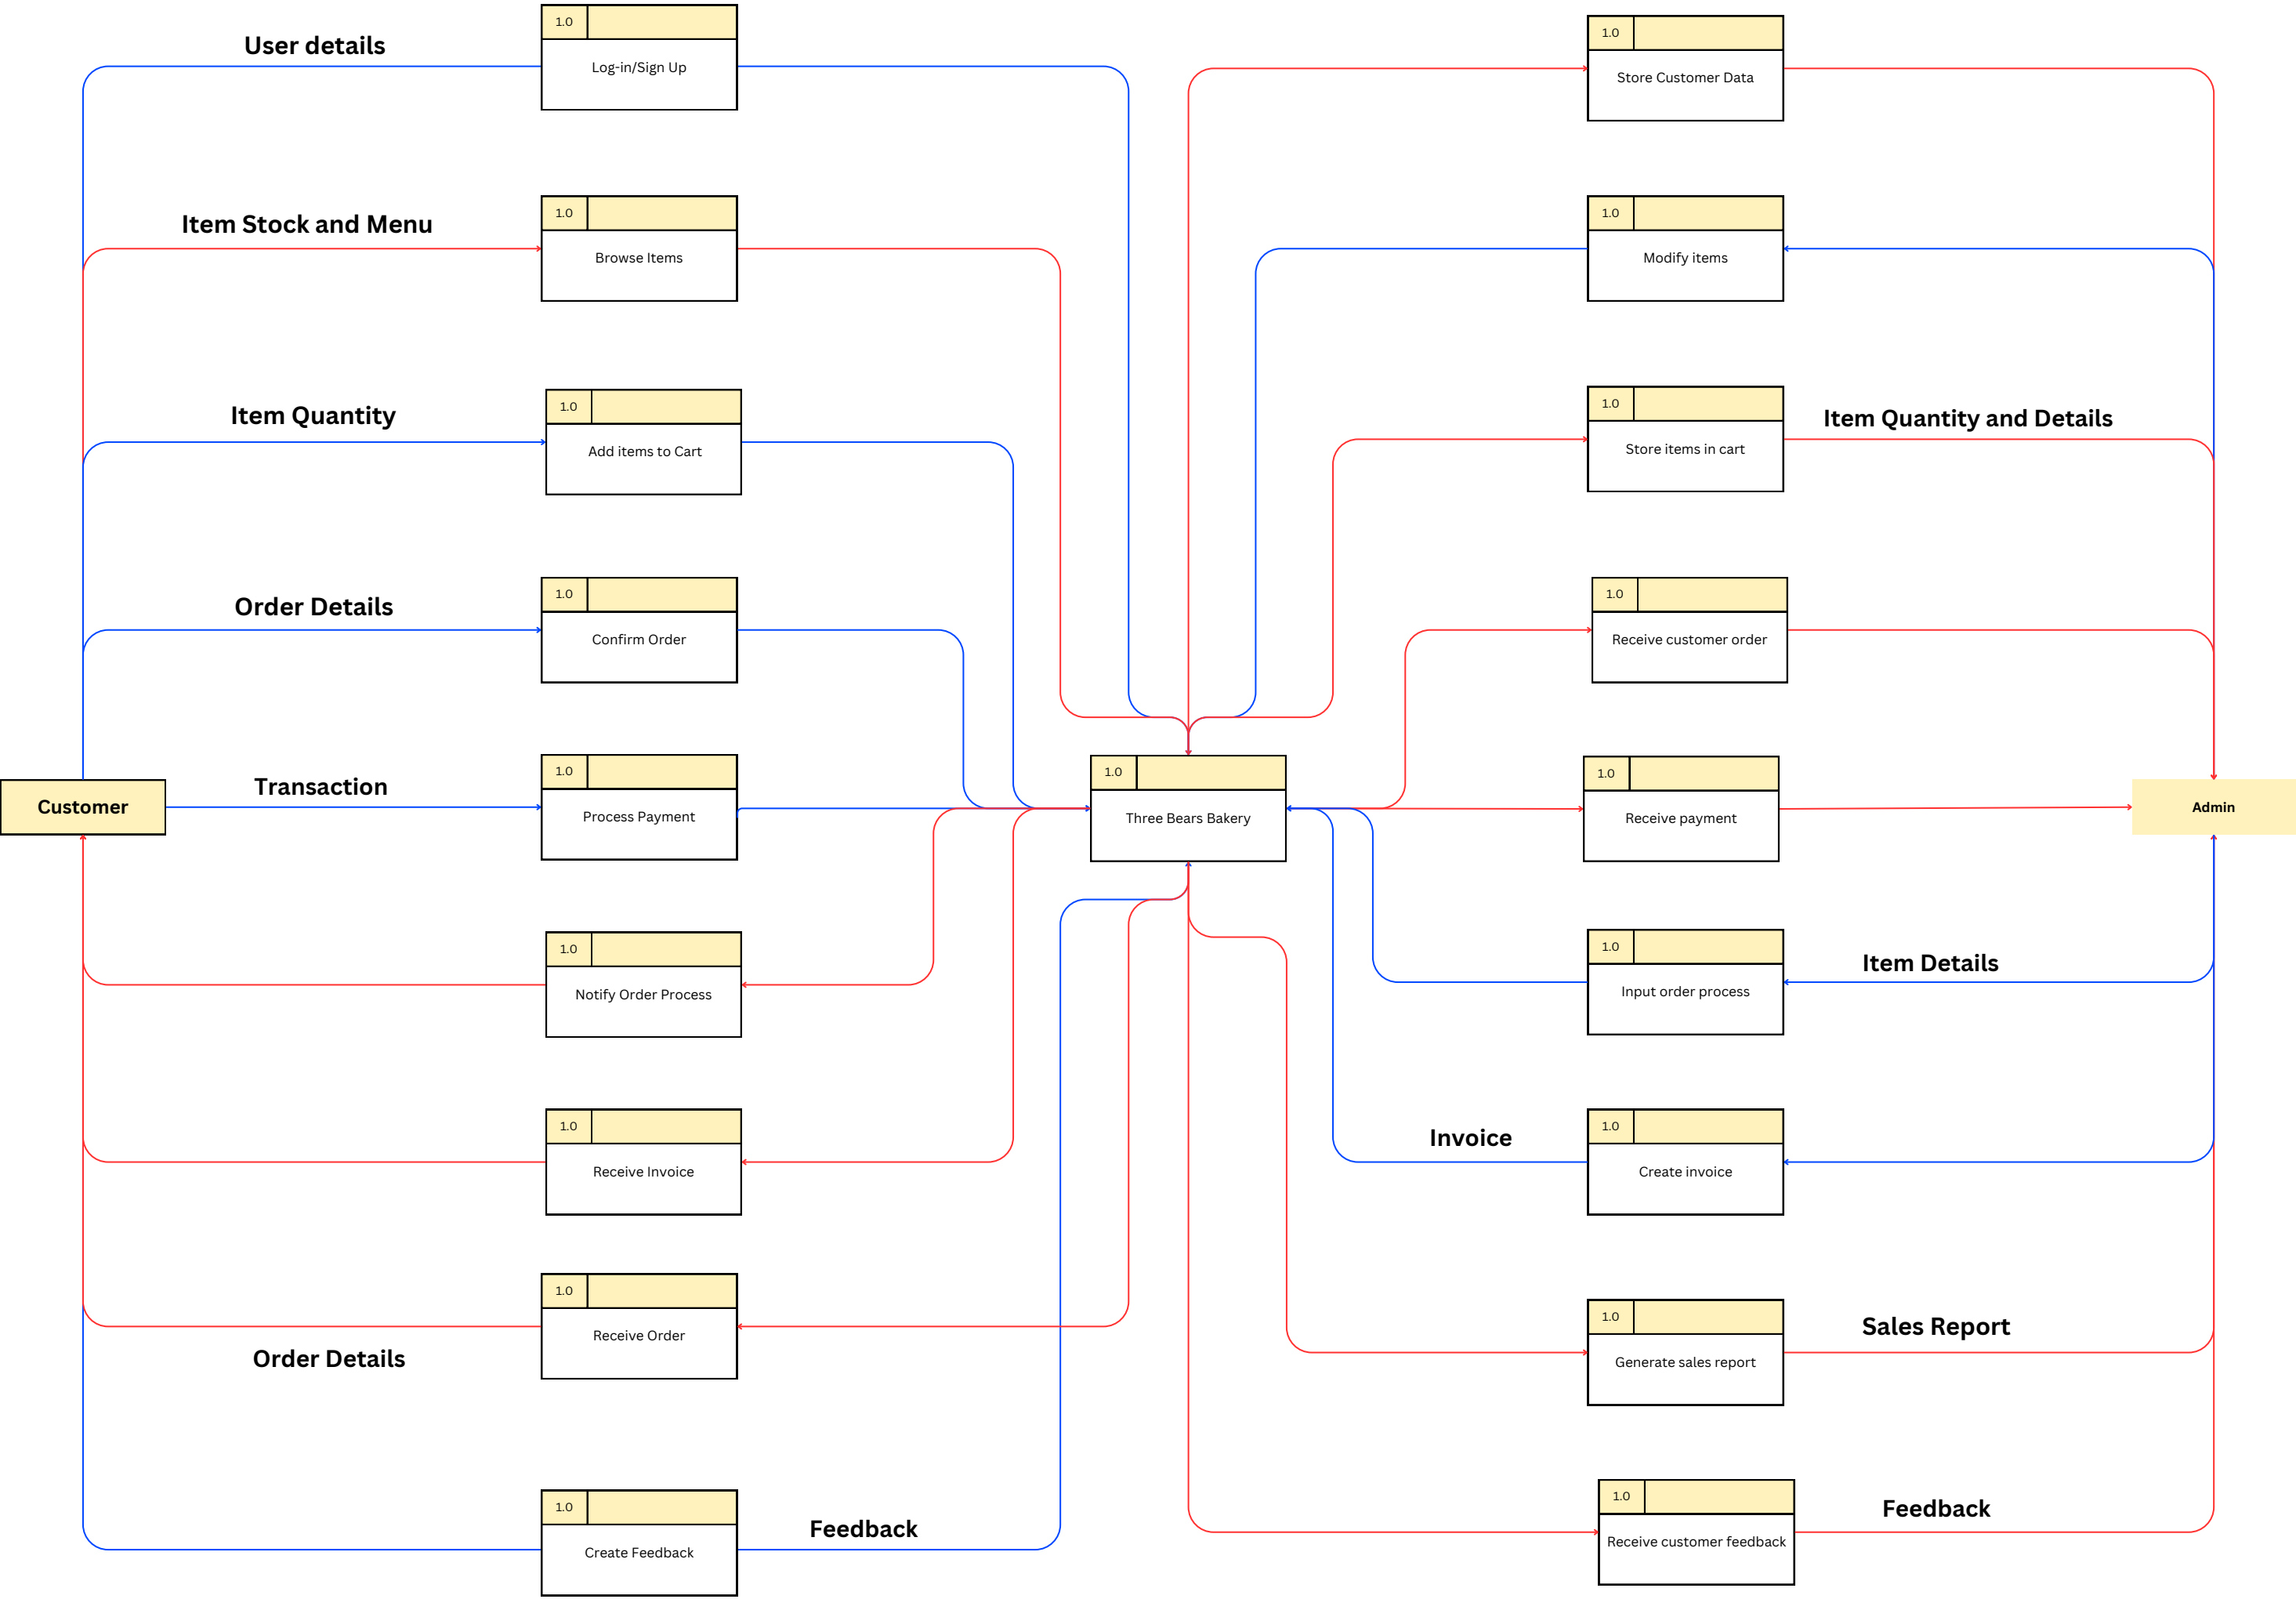 User details
1.0
Log-in/Sign Up
Item Stock and Menu
1.0
Browse Items
Item Quantity
1.0
Add items to Cart
Order Details
1.0
Confirm Order
Customer
Transaction
1.0
Process Payment
1.0
Notify Order Process
1.0
Receive Invoice
1.0
Receive Order
Order Details
1.0
Create Feedback
Feedback
1.0
Three Bears Bakery
1.0
Store Customer Data
1.0
Modify items
1.0
Store items in cart
Item Quantity and Details
1.0
Receive customer order
1.0
Receive payment
Admin
1.0
Input order process
Item Details
Invoice
1.0
Create invoice
1.0
Generate sales report
Sales Report
1.0
Receive customer feedback
Feedback